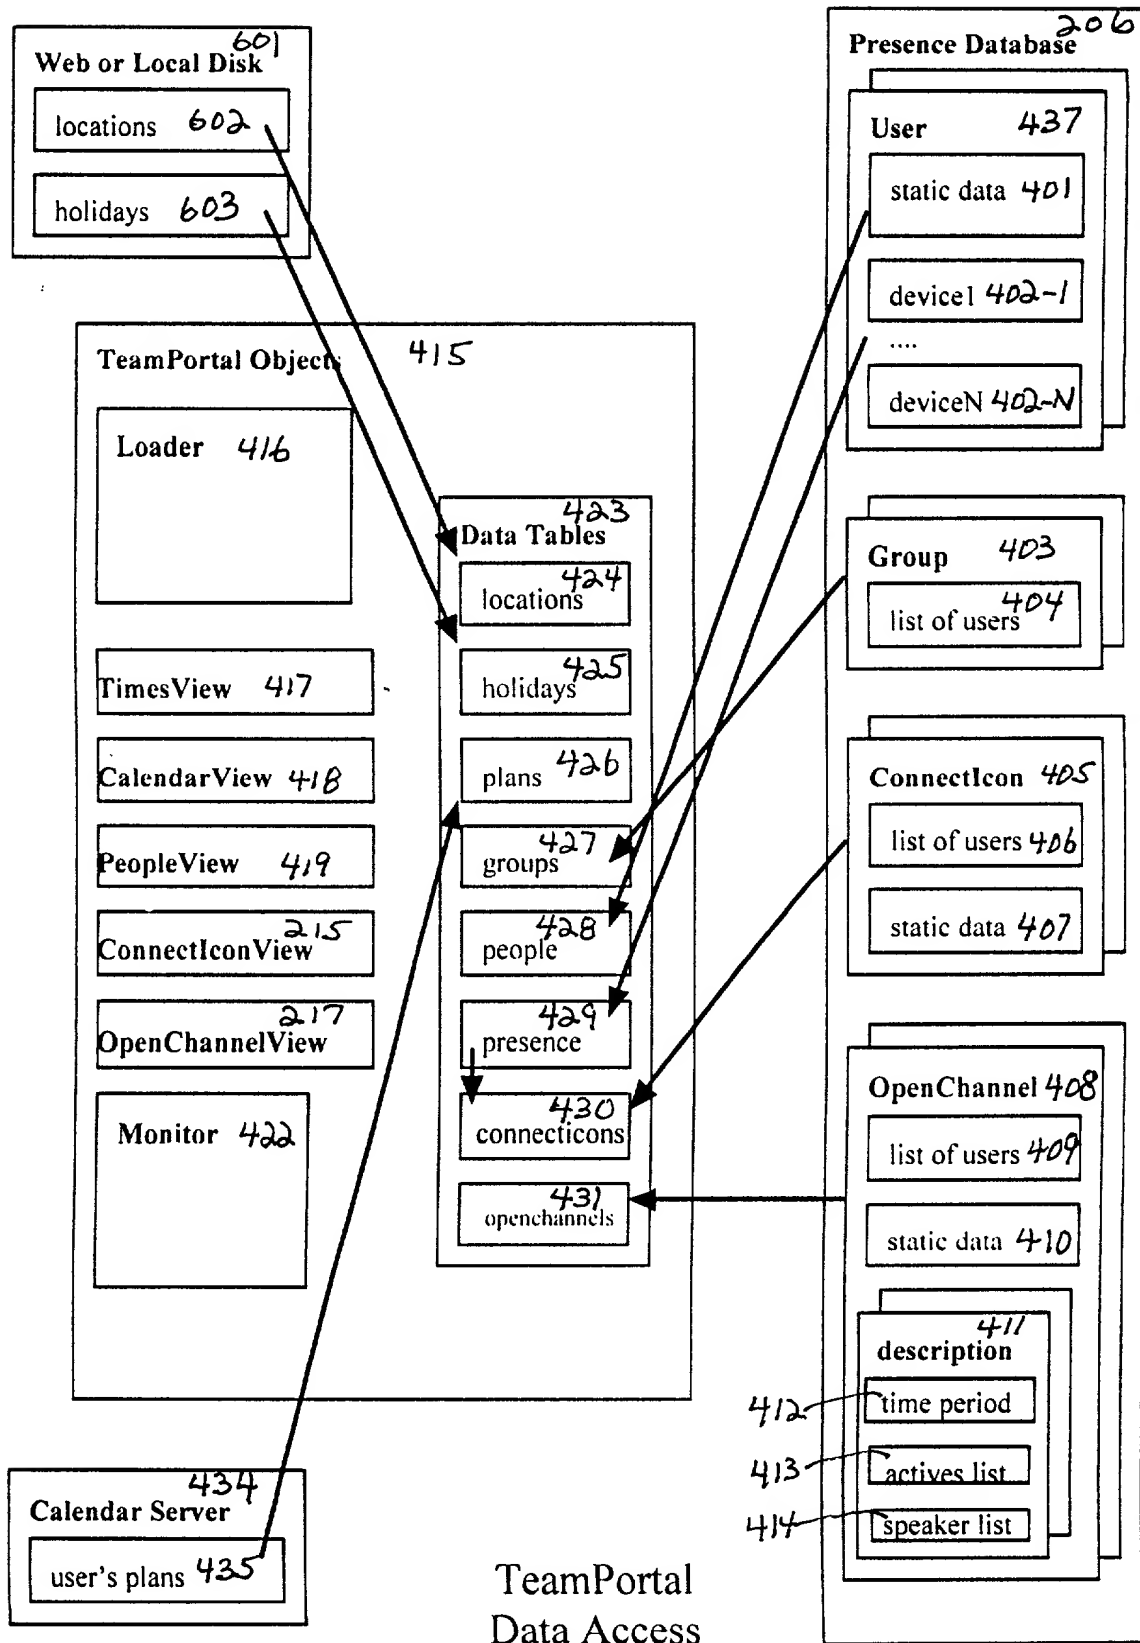 601
Web or Local Disk
locations 602
holidays 603
TeamPortal Objects 415
Loader 416
TimesView 417
CalendarView 418
PeopleView 419
215
ConnectIconView
217
OpenChannelView
Monitor 422
423
Data Tables
424
locations
425
holidays
plans 426
427
groups
428
people
429
presence
430
connecticons
431
openchannels
434
Calendar Server
user's plans 435
206
Presence Database
User 437
static data 401
device1 402-1
....
deviceN 402-N
Group 403
404
list of users
ConnectIcon 405
list of users 406
static data 407
OpenChannel 408
list of users 409
static data 410
411
description
412 time period
413 actives list
414 speaker list
TeamPortal
Data Access